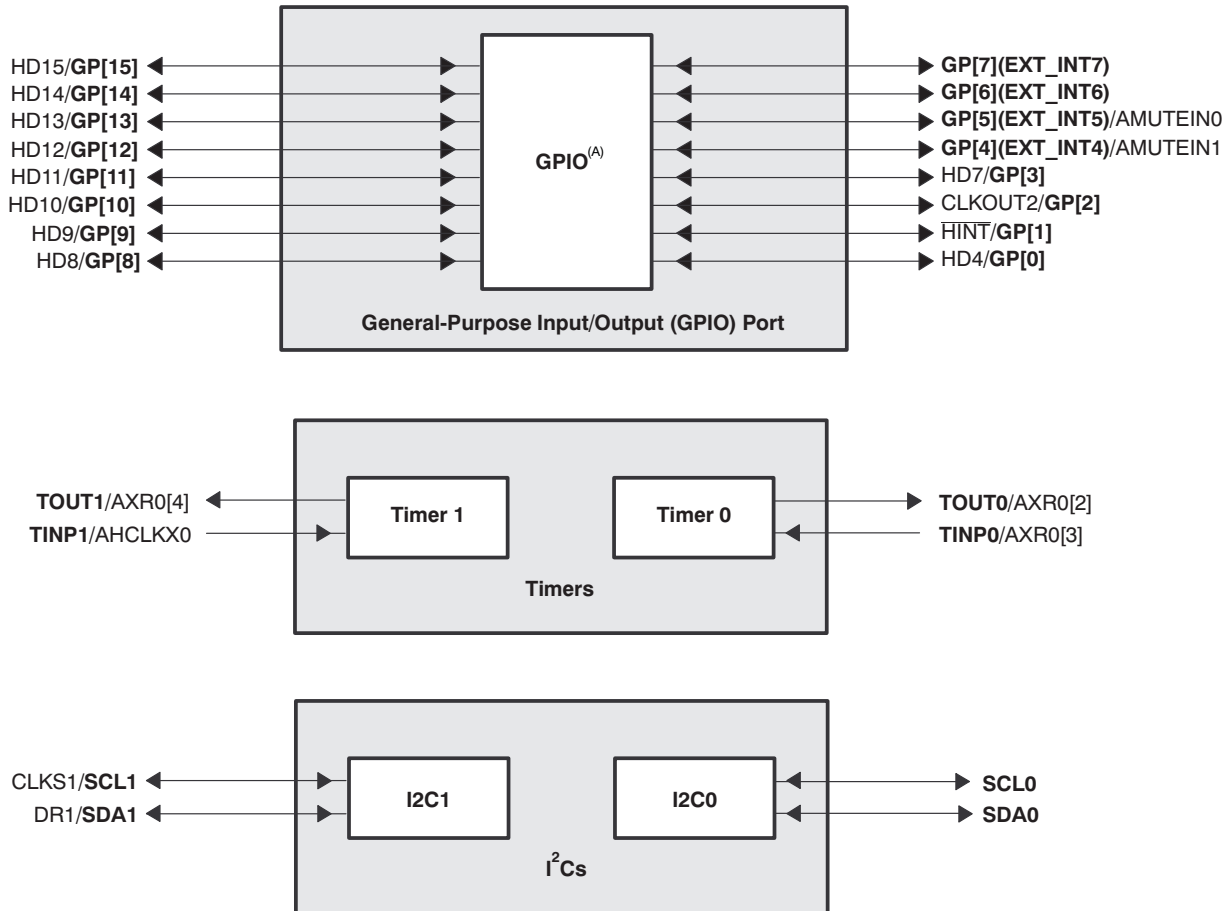 HD15/GP[15]
HD14/GP[14]
HD13/GP[13]
HD12/GP[12]
HD11/GP[11]
HD10/GP[10]
HD9/GP[9]
HD8/GP[8]
GPIO(A)
GP[7](EXT_INT7)
GP[6](EXT_INT6)
GP[5](EXT_INT5)/AMUTEIN0
GP[4](EXT_INT4)/AMUTEIN1
HD7/GP[3]
CLKOUT2/GP[2]
H̅I̅N̅T̅/GP[1]
HD4/GP[0]
General-Purpose Input/Output (GPIO) Port
TOUT1/AXR0[4]
TINP1/AHCLKX0
Timer 1
Timer 0
TOUT0/AXR0[2]
TINP0/AXR0[3]
Timers
CLKS1/SCL1
DR1/SDA1
I2C1
I2C0
SCL0
SDA0
I²Cs